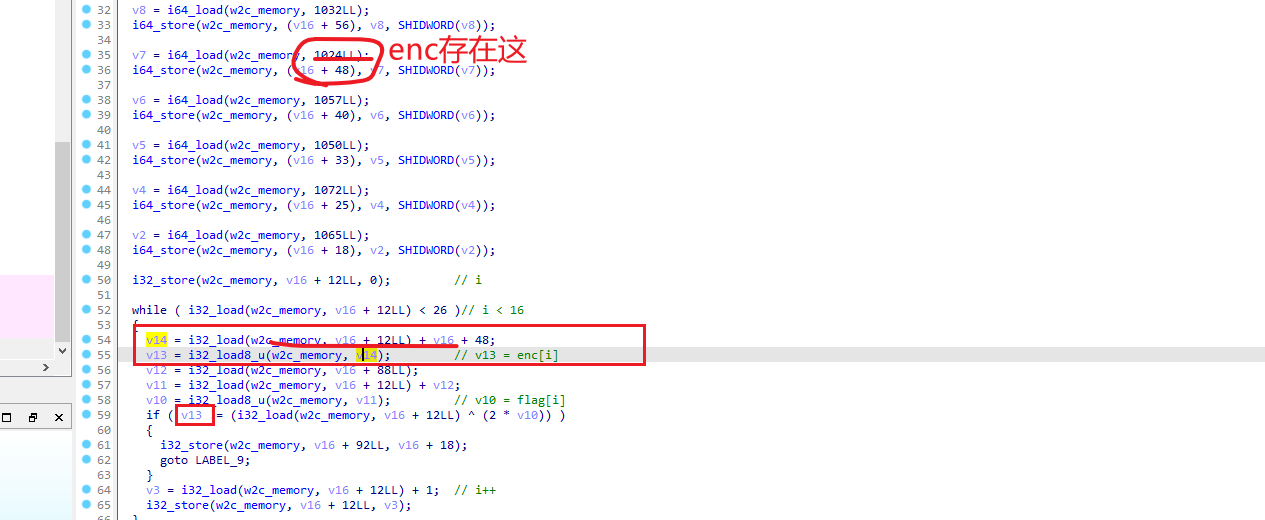 32 v8 = i64_load(w2c_memory, 1032LL);
33 i64_store(w2c_memory, (v16 + 56), v8, SHIDWORD(v8));
34
35 v7 = i64_load(w2c_memory, 1024LL); enc存在这
36 i64_store(w2c_memory, (v16 + 48), v7, SHIDWORD(v7));
37
38 v6 = i64_load(w2c_memory, 1057LL);
39 i64_store(w2c_memory, (v16 + 40), v6, SHIDWORD(v6));
40
41 v5 = i64_load(w2c_memory, 1050LL);
42 i64_store(w2c_memory, (v16 + 33), v5, SHIDWORD(v5));
43
44 v4 = i64_load(w2c_memory, 1072LL);
45 i64_store(w2c_memory, (v16 + 25), v4, SHIDWORD(v4));
46
47 v2 = i64_load(w2c_memory, 1065LL);
48 i64_store(w2c_memory, (v16 + 18), v2, SHIDWORD(v2));
49
50 i32_store(w2c_memory, v16 + 12LL, 0); // i
51
52 while ( i32_load(w2c_memory, v16 + 12LL) < 26 )// i < 16
53 {
54 v14 = i32_load(w2c_memory, v16 + 12LL) + v16 + 48;
55 v13 = i32_load8_u(w2c_memory, v14); // v13 = enc[i]
56 v12 = i32_load(w2c_memory, v16 + 88LL);
57 v11 = i32_load(w2c_memory, v16 + 12LL) + v12;
58 v10 = i32_load8_u(w2c_memory, v11); // v10 = flag[i]
59 if ( v13 = (i32_load(w2c_memory, v16 + 12LL) ^ (2 * v10)) )
60 {
61 i32_store(w2c_memory, v16 + 92LL, v16 + 18);
62 goto LABEL_9;
63 }
64 v3 = i32_load(w2c_memory, v16 + 12LL) + 1; // i++
65 i32_store(w2c_memory, v16 + 12LL, v3);
66 }